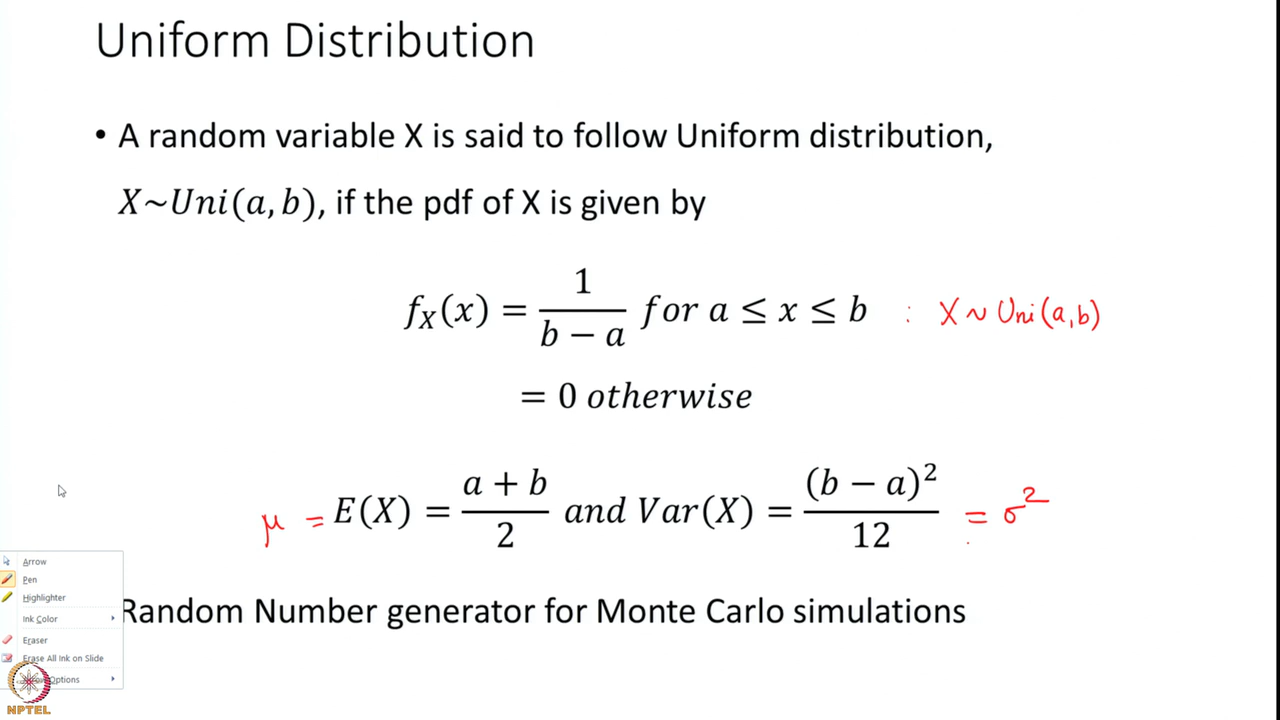 Uniform Distribution
• A random variable X is said to follow Uniform distribution,
X~Uni(a, b), if the pdf of X is given by
f_X(x) = 1/(b − a) for a ≤ x ≤ b : X ~ Uni(a,b)
= 0 otherwise
μ = E(X) = (a + b)/2 and Var(X) = (b − a)²/12 = σ²
Random Number generator for Monte Carlo simulations
Arrow
Pen
Highlighter
Ink Color
Eraser
Erase All Ink on Slide
Options
NPTEL